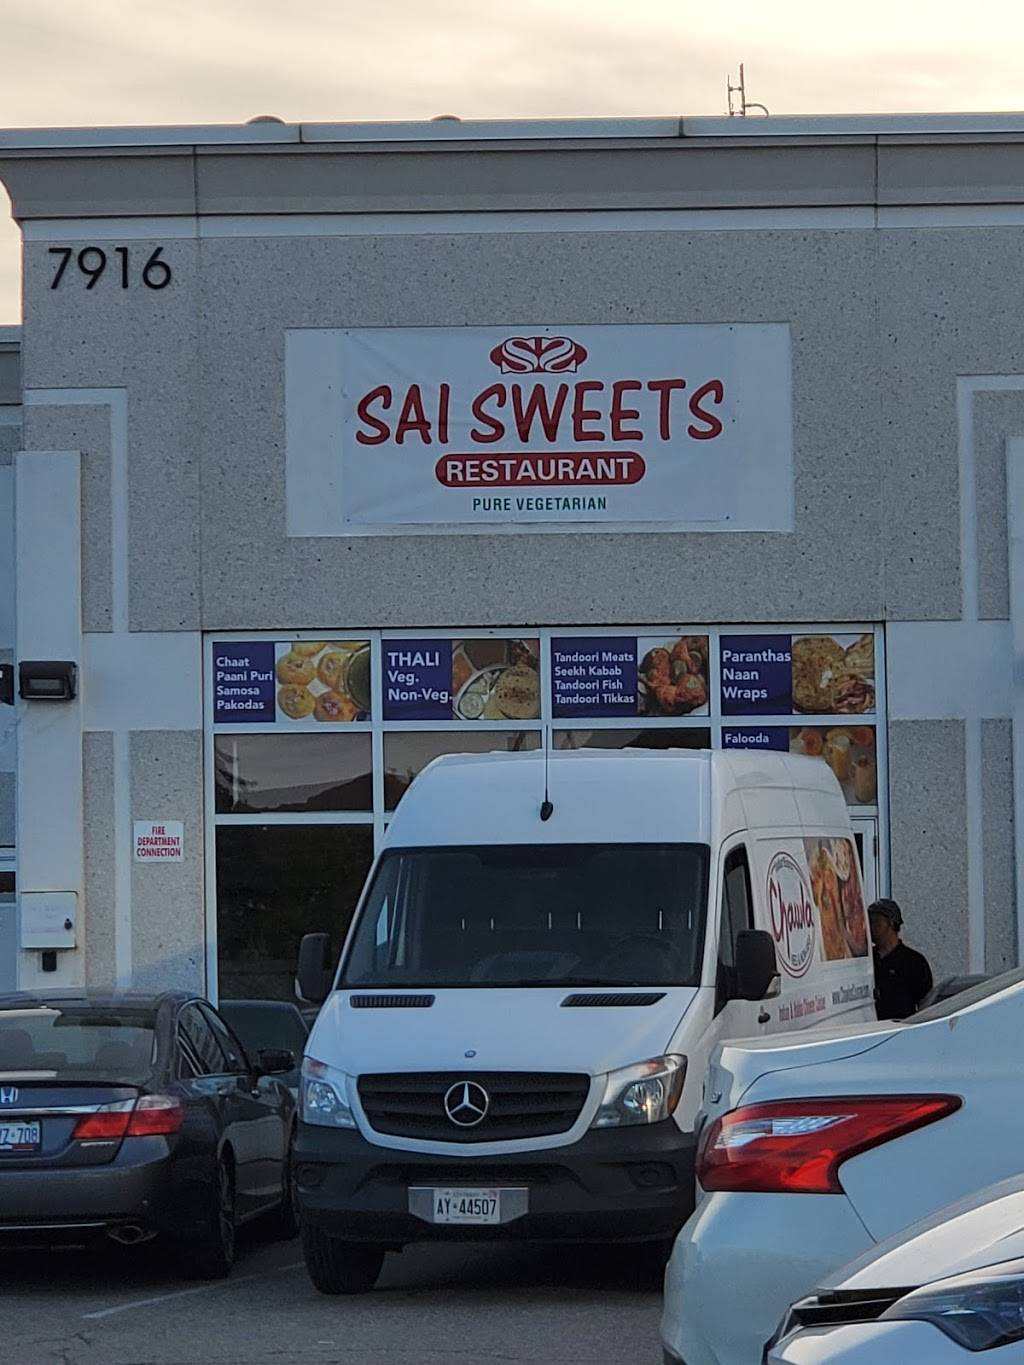 7916
SAI SWEETS
RESTAURANT
PURE VEGETARIAN
Chaat
Paani Puri
Samosa
Pakodas
THALI
Veg.
Non-Veg.
Tandoori Meats
Seekh Kabab
Tandoori Fish
Tandoori Tikkas
Paranthas
Naan
Wraps
Falooda
FIRE
DEPARTMENT
CONNECTION
Chawla
AY 44507